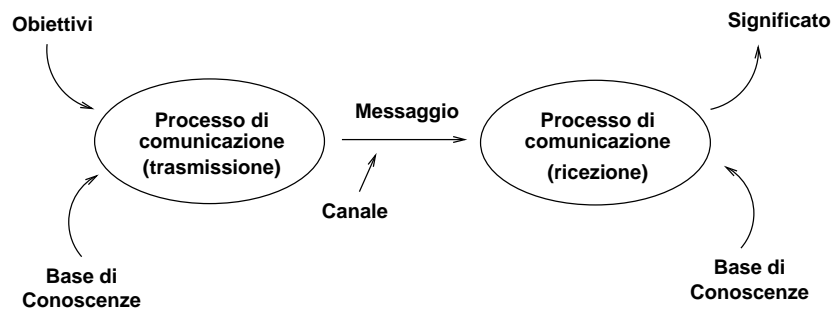 Obiettivi
Significato
Processo di
comunicazione
(trasmissione)
Messaggio
Canale
Processo di
comunicazione
(ricezione)
Base di
Conoscenze
Base di
Conoscenze